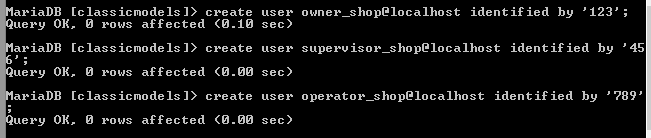 MariaDB [classicmodels]> create user owner_shop@localhost identified by '123';
Query OK, 0 rows affected (0.10 sec)
MariaDB [classicmodels]> create user supervisor_shop@localhost identified by '45
6';
Query OK, 0 rows affected (0.00 sec)
MariaDB [classicmodels]> create user operator_shop@localhost identified by '789'
;
Query OK, 0 rows affected (0.00 sec)